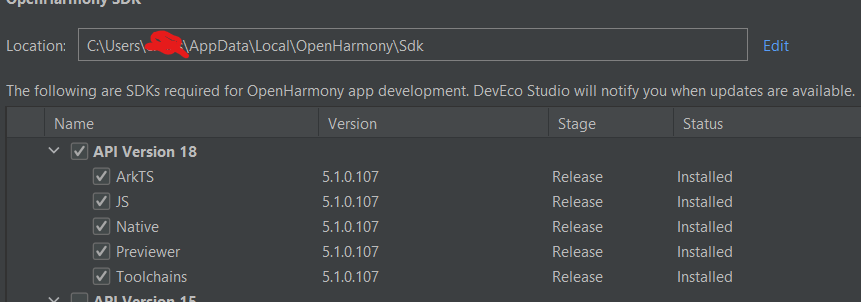 OpenHarmony SDK
Location: C:\Users\ \AppData\Local\OpenHarmony\Sdk Edit
The following are SDKs required for OpenHarmony app development. DevEco Studio will notify you when updates are available.
Name Version Stage Status
API Version 18
ArkTS 5.1.0.107 Release Installed
JS 5.1.0.107 Release Installed
Native 5.1.0.107 Release Installed
Previewer 5.1.0.107 Release Installed
Toolchains 5.1.0.107 Release Installed
API Version 15